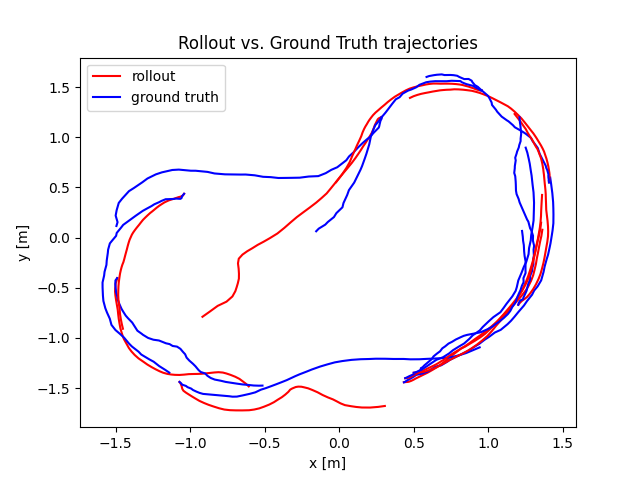 Rollout vs. Ground Truth trajectories
rollout
ground truth
1.5
1.0
0.5
0.0
−0.5
−1.0
−1.5
y [m]
−1.5 −1.0 −0.5 0.0 0.5 1.0 1.5
x [m]